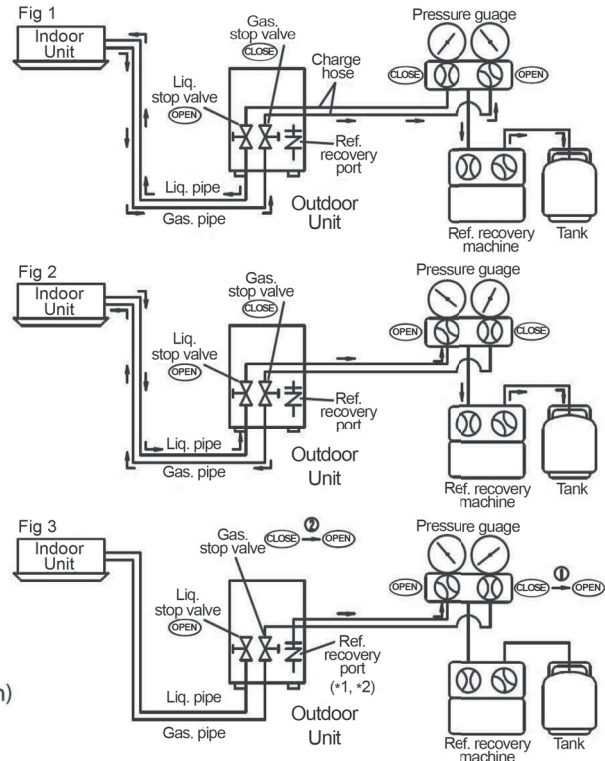 Fig 1
Indoor
Unit
Gas.
stop valve
CLOSE
Liq.
stop valve
OPEN
Charge
hose
Pressure guage
CLOSE
OPEN
Ref.
recovery
port
Liq. pipe
Gas. pipe
Outdoor
Unit
Ref. recovery
machine
Tank
Fig 2
Indoor
Unit
Gas.
stop valve
CLOSE
Liq.
stop valve
OPEN
Pressure guage
OPEN
CLOSE
Ref.
recovery
port
Liq. pipe
Gas. pipe
Outdoor
Unit
Ref. recovery
machine
Tank
Fig 3
Indoor
Unit
Gas.
stop valve
CLOSE ② OPEN
Liq.
stop valve
OPEN
Pressure guage
OPEN
CLOSE ① OPEN
Ref.
recovery
port
(*1, *2)
Liq. pipe
Gas. pipe
Outdoor
Unit
Ref. recovery
machine
Tank